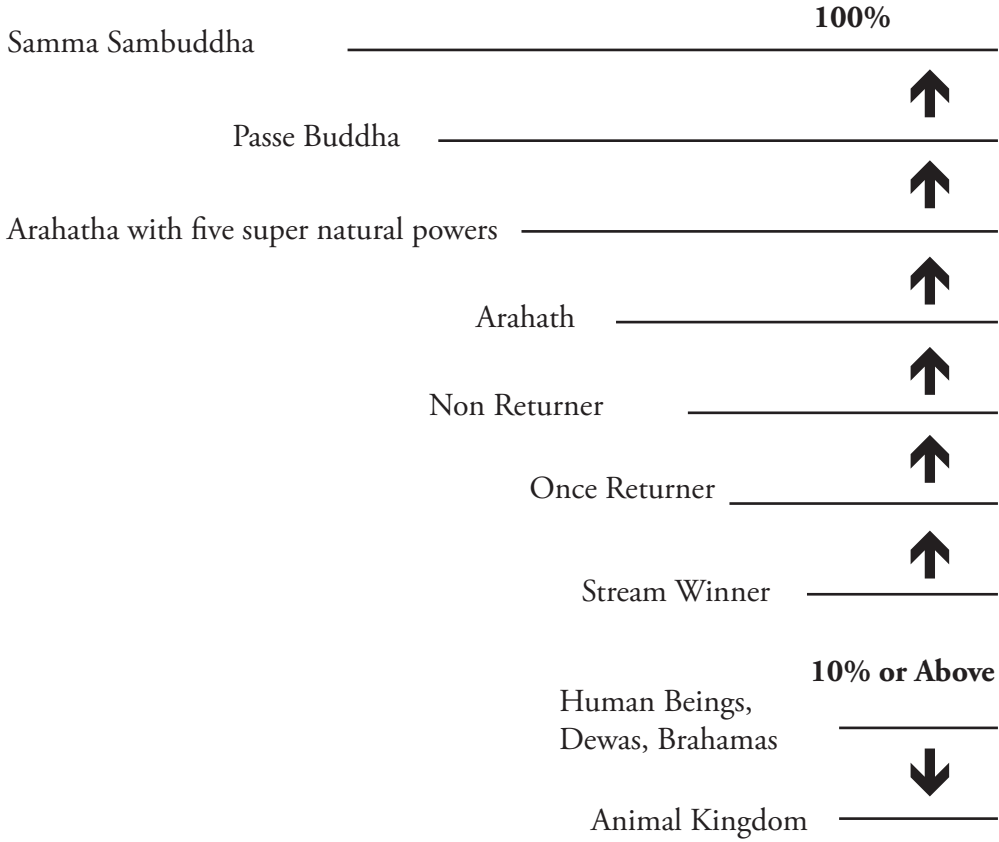 100%
Samma Sambuddha
Passe Buddha
Arahatha with five super natural powers
Arahath
Non Returner
Once Returner
Stream Winner
10% or Above
Human Beings,
Dewas, Brahamas
Animal Kingdom